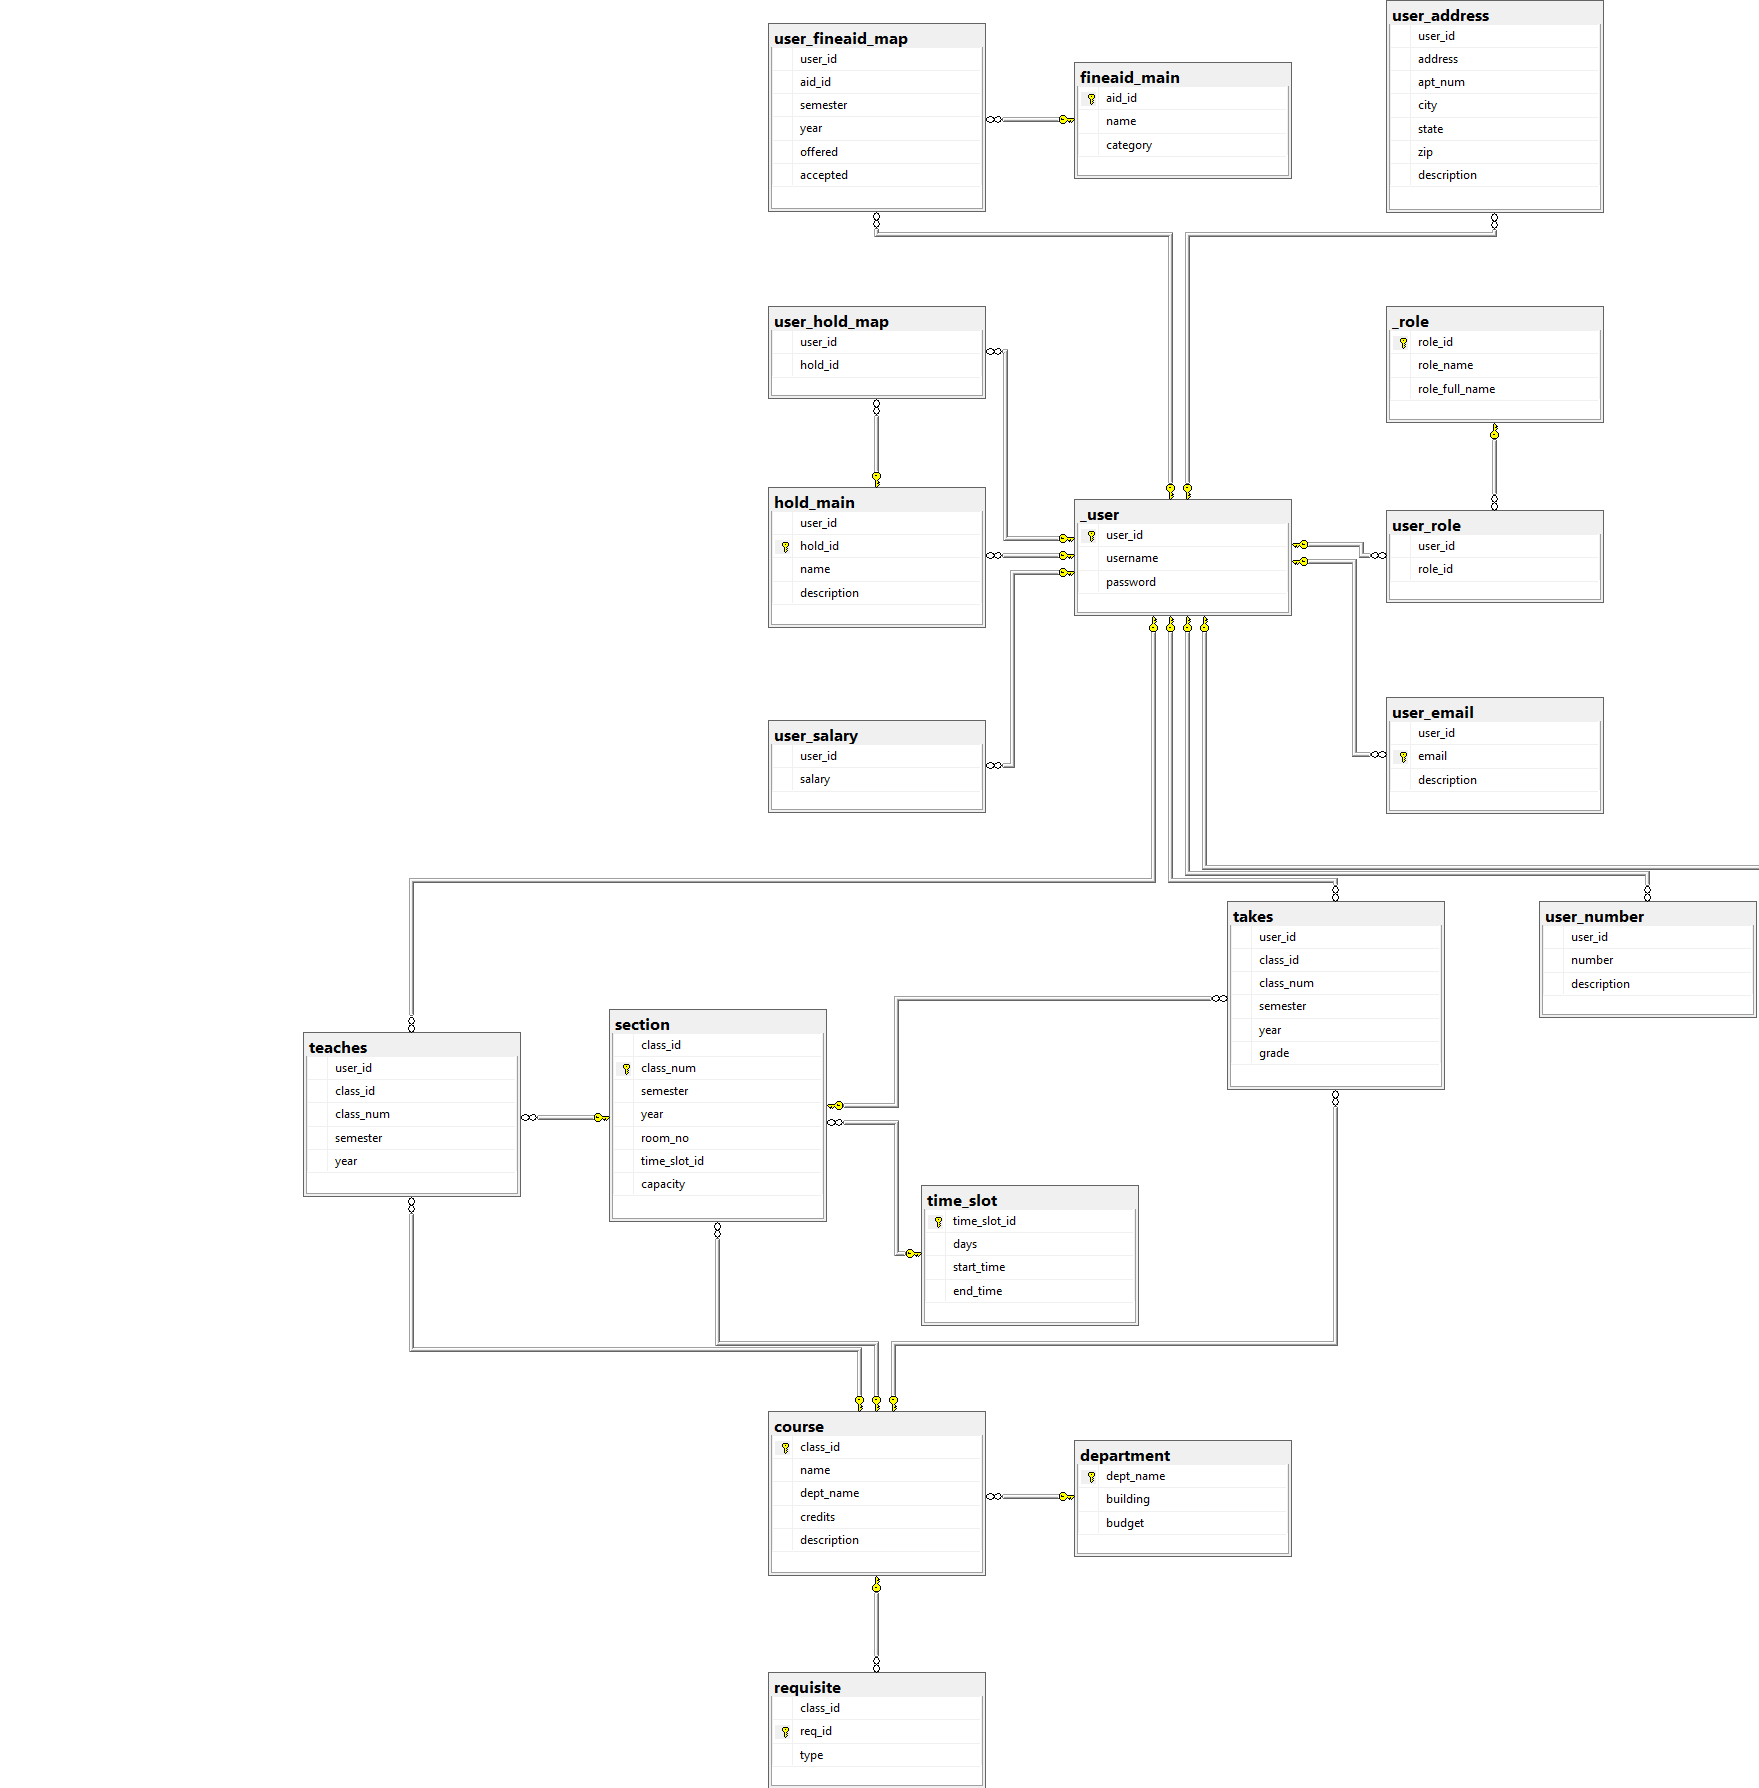 user_fineaid_map
user_id
aid_id
semester
year
offered
accepted
fineaid_main
aid_id
name
category
user_address
user_id
address
apt_num
city
state
zip
description
user_hold_map
user_id
hold_id
_role
role_id
role_name
role_full_name
hold_main
user_id
hold_id
name
description
_user
user_id
username
password
user_role
user_id
role_id
user_salary
user_id
salary
user_email
user_id
email
description
teaches
user_id
class_id
class_num
semester
year
section
class_id
class_num
semester
year
room_no
time_slot_id
capacity
takes
user_id
class_id
class_num
semester
year
grade
user_number
user_id
number
description
time_slot
time_slot_id
days
start_time
end_time
course
class_id
name
dept_name
credits
description
department
dept_name
building
budget
requisite
class_id
req_id
type